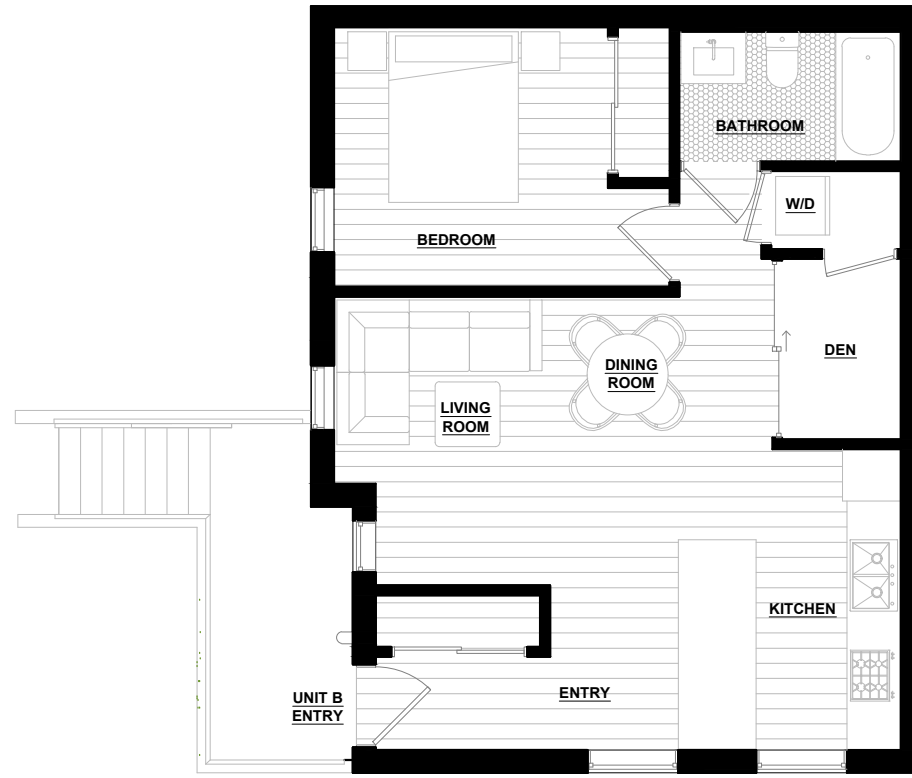 BATHROOM
W/D
BEDROOM
DEN
DINING
ROOM
LIVING
ROOM
KITCHEN
ENTRY
UNIT B
ENTRY